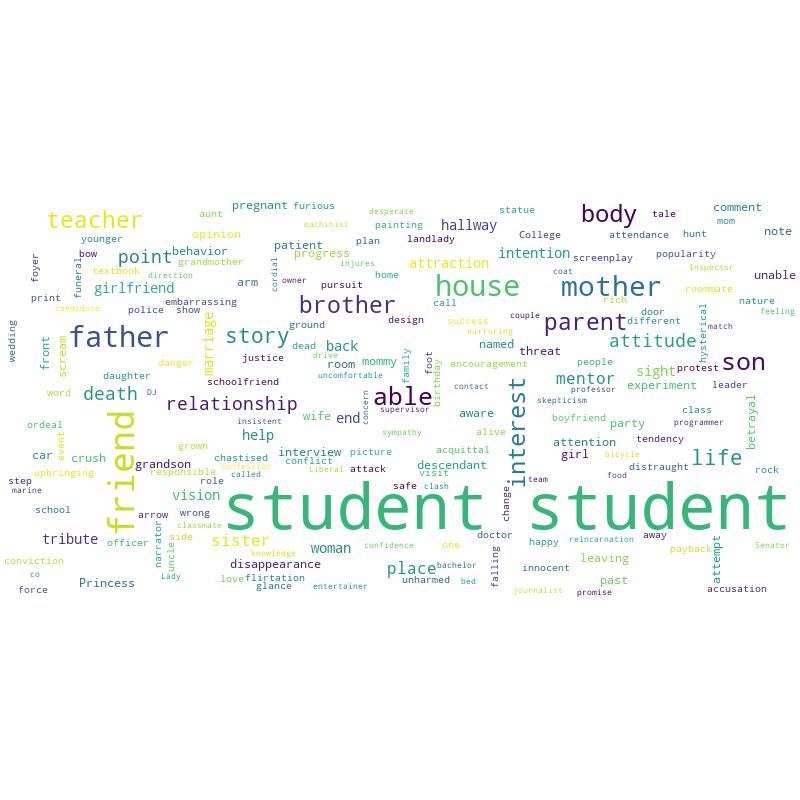 pregnant furious desperate statue body tale comment
teacher aunt machinist painting hallway mom
younger opinion patient plan landlady College attendance hunt note
foyer bow point behavior progress intention screenplay popularity
funeral textbook grandmother cordial injures attraction Inspector unable
direction girlfriend arm owner pursuit home house coat mother rich roommate nature
print embarrassing brother call door feeling
candidate police show design success couple parent different match
wedding father marriage story ground mirroring named attitude hysterical
front scream justice dead back family foot threat people protest son
danger drive room mommy encouragement sight
daughter schoolfriend uncomfortable birthday contact mentor professor experiment leader
word death DJ relationship concern able supervisor aware interest skepticism
ordeal friend insistent wife end boyfriend party class programmer betrayal
event help sympathy alive attention tendency
car crush grown interview picture acquittal girl bicycle life
upbringing grandson responsible chastised conflict descendant distraught rock
step confession called Liberal attack visit food
marine role vision safe clash team
school arrow wrong student change student
tribute narrator classmate doctor away
officer side uncle sister knowledge woman confidence one happy reincarnation payback attempt Senator
conviction disappearance place bachelor falling innocent leaving
co Lady love flirtation unharmed bed past
force Princess glance entertainer journalist promise accusation